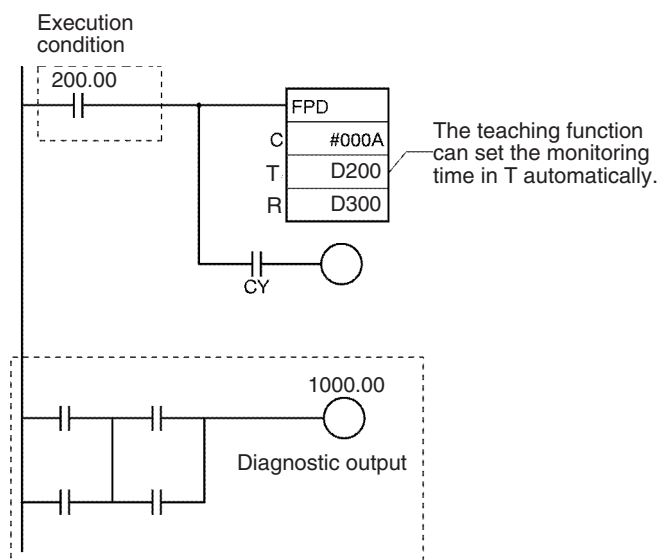 Execution
condition
200.00
FPD
C #000A
T D200
R D300
The teaching function
can set the monitoring
time in T automatically.
CY
1000.00
Diagnostic output